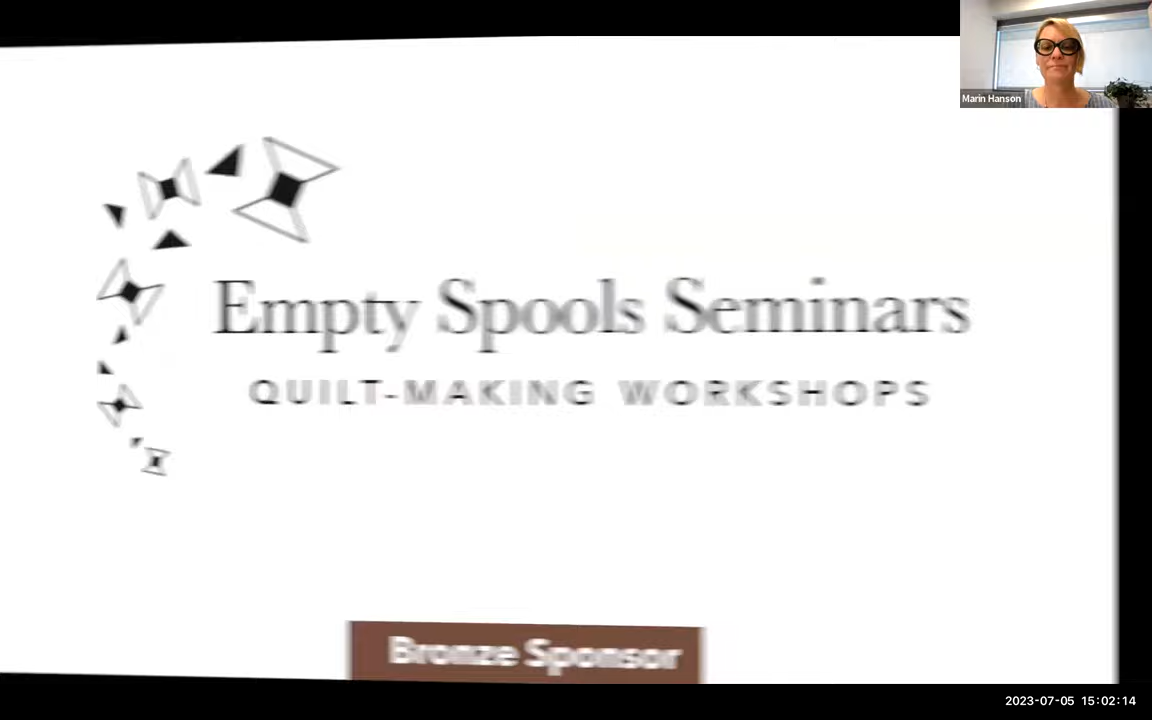 Marin Hanson
Empty Spools Seminars
QUILT-MAKING WORKSHOPS
Bronze Sponsor
2023-07-05 15:02:14